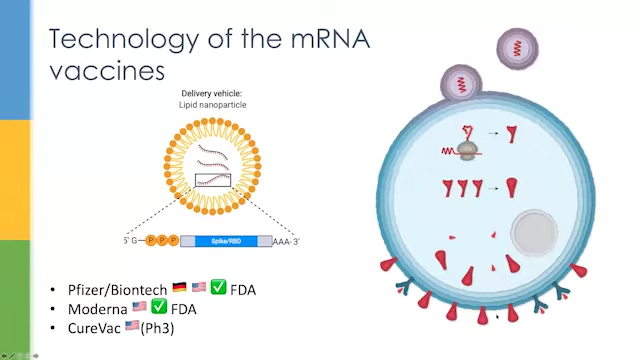 Technology of the mRNA
vaccines
Delivery vehicle:
Lipid nanoparticle
5' G P P P Spike/RBD AAA- 3'
• Pfizer/Biontech 🇩🇪 🇺🇸 ✅ FDA
• Moderna 🇺🇸 ✅ FDA
• CureVac 🇺🇸 (Ph3)